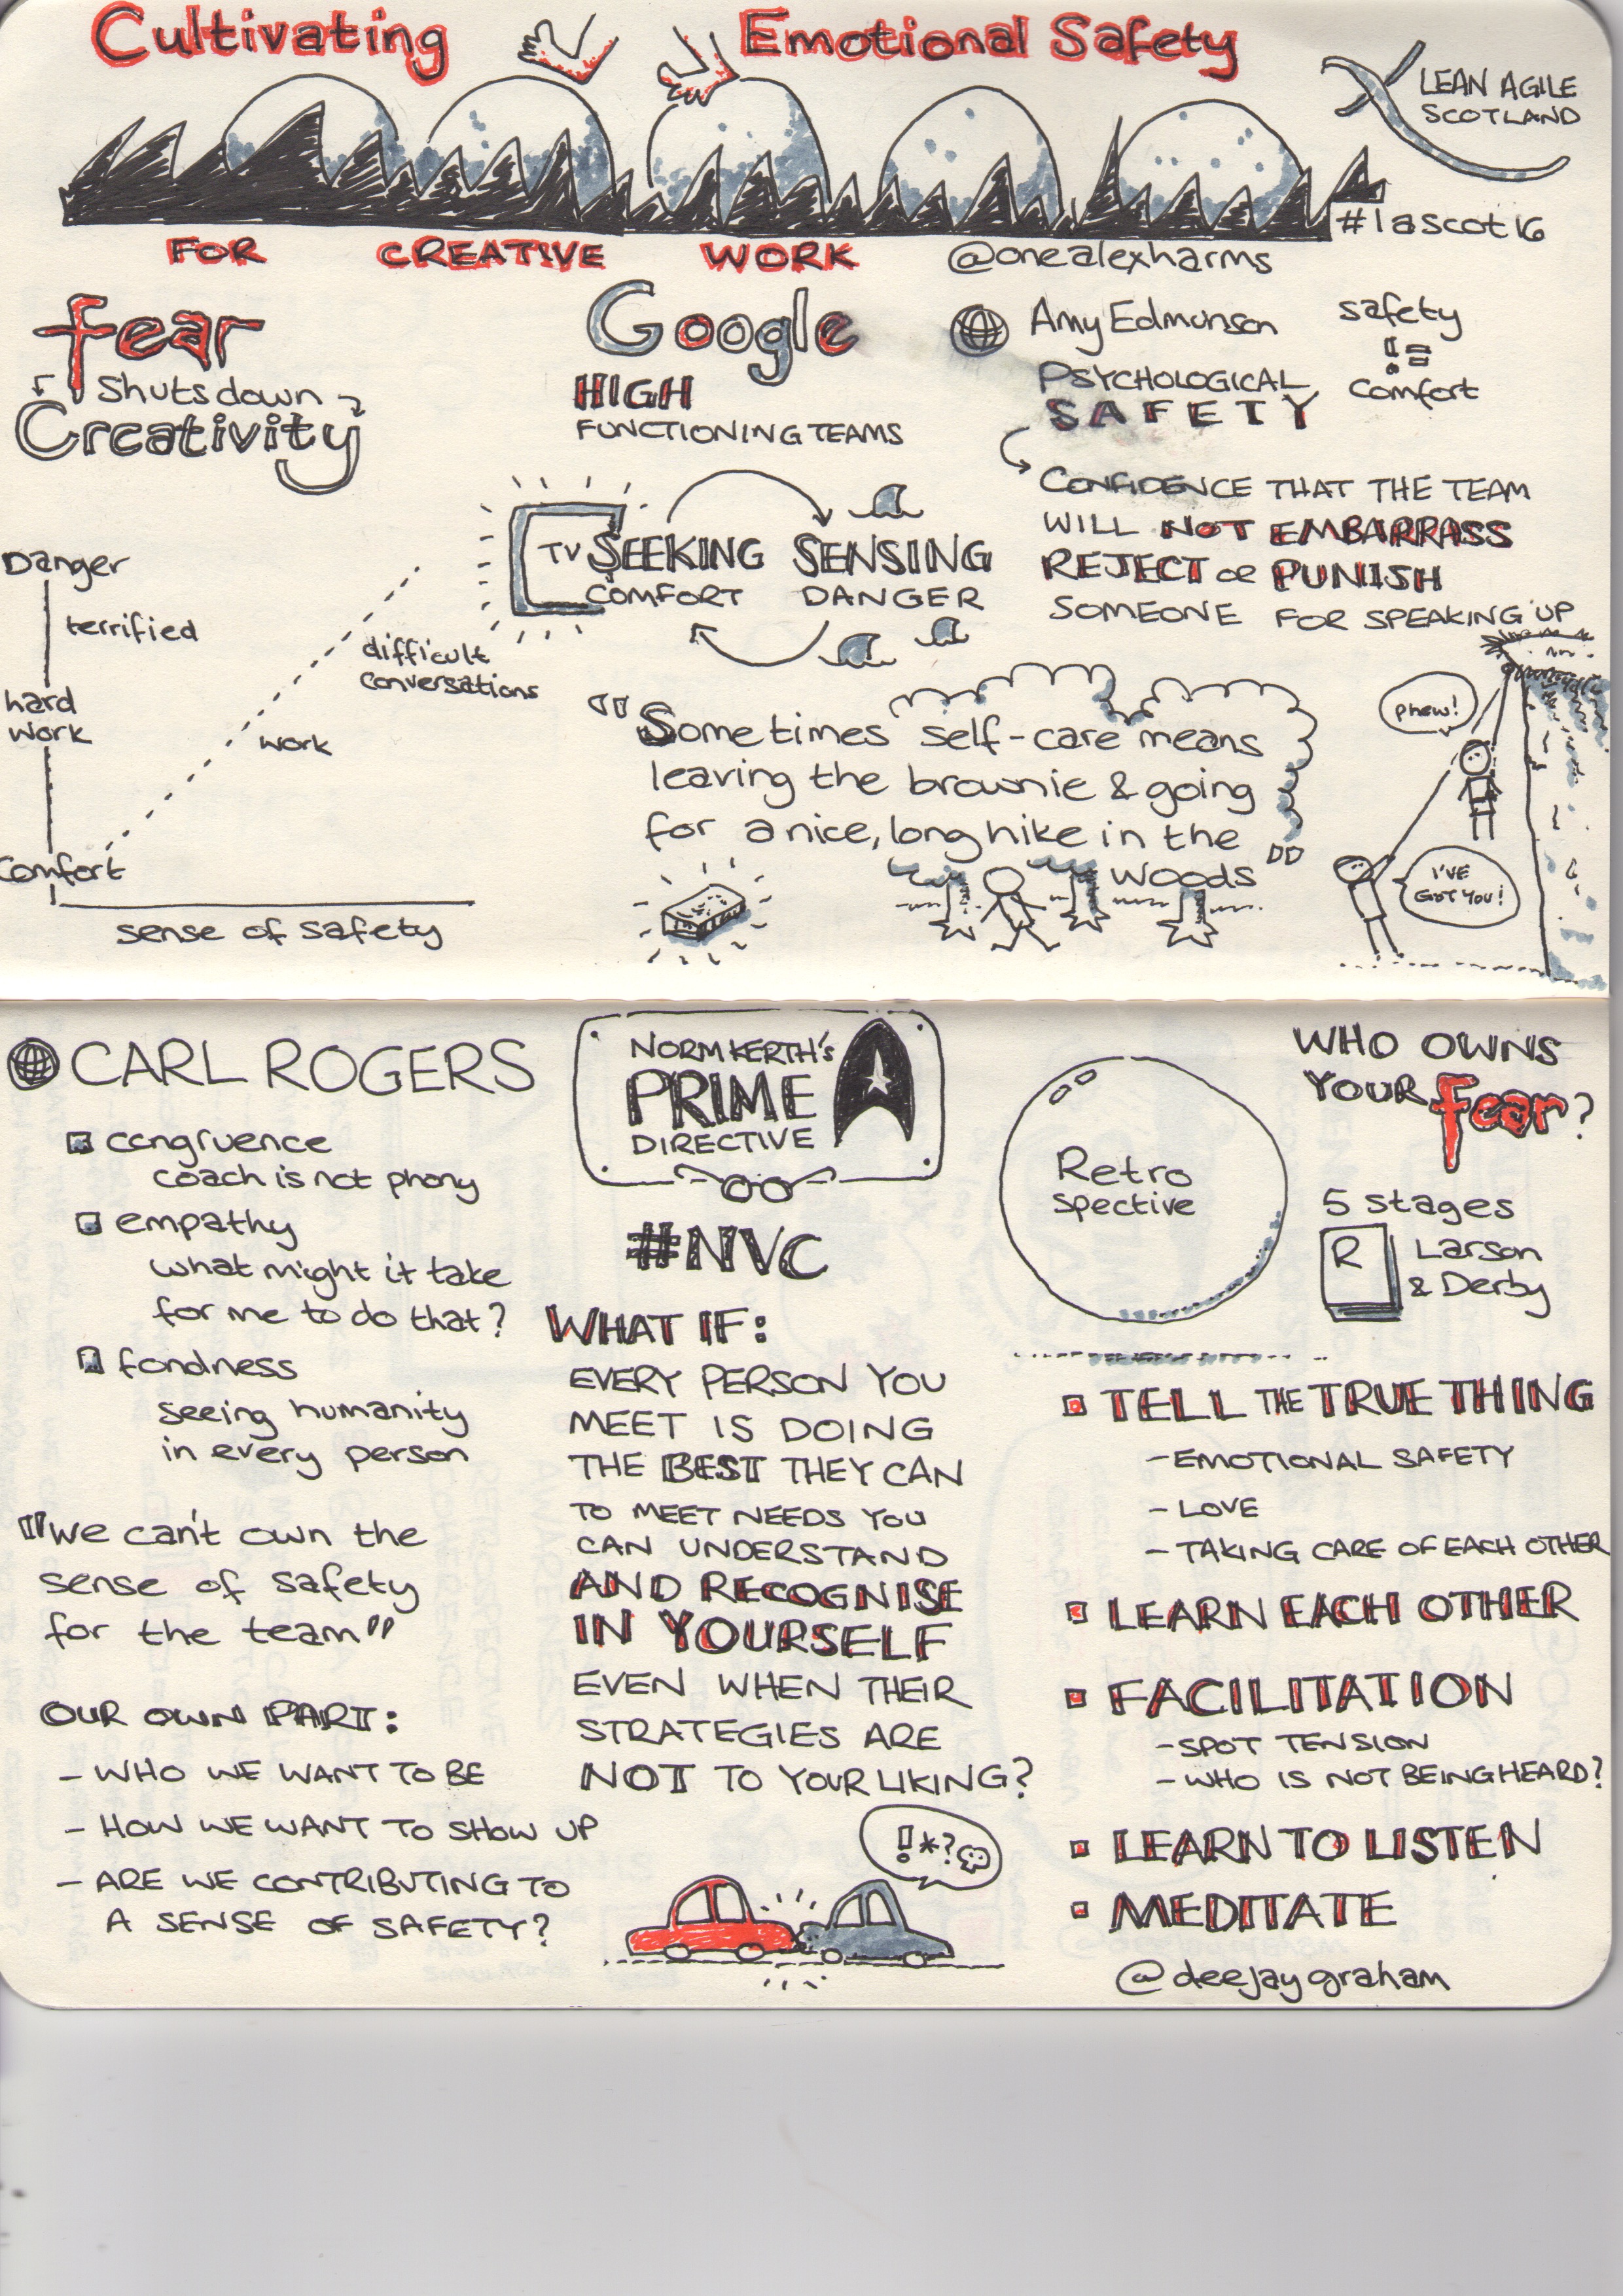 Cultivating Emotional Safety
LEAN AGILE
SCOTLAND
#lascot16
FOR CREATIVE WORK @onealexharms
fear
Shuts down
Creativity
Google
HIGH
FUNCTIONING TEAMS
Amy Edmunson
PSYCHOLOGICAL
SAFETY
safety
!=
Comfort
CONFIDENCE THAT THE TEAM
WILL NOT EMBARRASS
REJECT or PUNISH
SOMEONE FOR SPEAKING UP
TV SEEKING
COMFORT
SENSING
DANGER
Danger
terrified
hard
work
Comfort
difficult
conversations
work
sense of safety
"Sometimes self-care means
leaving the brownie & going
for a nice, long hike in the
woods"
phew!
I'VE
GOT YOU!
CARL ROGERS
congruence
coach is not phony
empathy
what might it take
for me to do that?
fondness
seeing humanity
in every person
"we can't own the
sense of safety
for the team"
OUR OWN PART:
- WHO WE WANT TO BE
- HOW WE WANT TO SHOW UP
- ARE WE CONTRIBUTING TO
A SENSE OF SAFETY?
NORM KERTH's
PRIME
DIRECTIVE
#NVC
WHAT IF:
EVERY PERSON YOU
MEET IS DOING
THE BEST THEY CAN
TO MEET NEEDS YOU
CAN UNDERSTAND
AND RECOGNISE
IN YOURSELF
EVEN WHEN THEIR
STRATEGIES ARE
NOT TO YOUR LIKING?
!*?
Retro
spective
WHO OWNS
YOUR fear?
5 stages
R
Larson
& Derby
TELL THE TRUE THING
- EMOTIONAL SAFETY
- LOVE
- TAKING CARE OF EACH OTHER
LEARN EACH OTHER
FACILITATION
- SPOT TENSION
- WHO IS NOT BEING HEARD?
LEARN TO LISTEN
MEDITATE
@deejaygraham